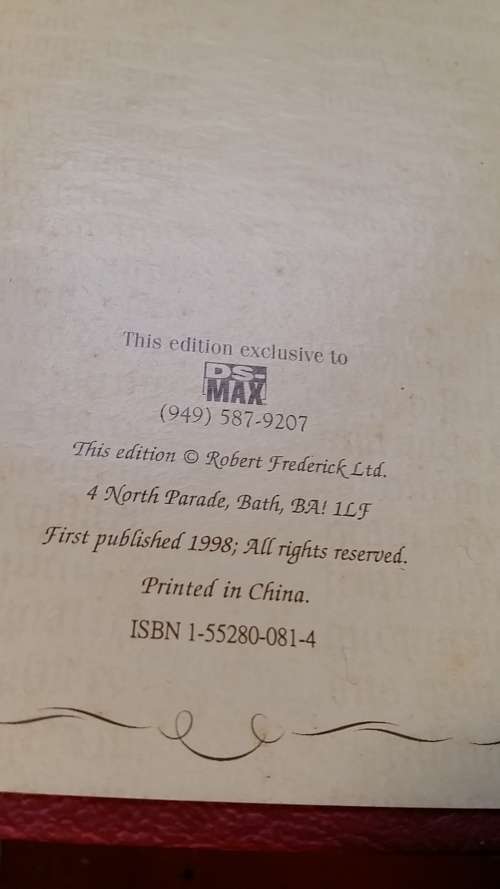 This edition exclusive to
DS-
MAX
(949) 587-9207
This edition © Robert Frederick Ltd.
4 North Parade, Bath, BA! 1LF
First published 1998; All rights reserved.
Printed in China.
ISBN 1-55280-081-4